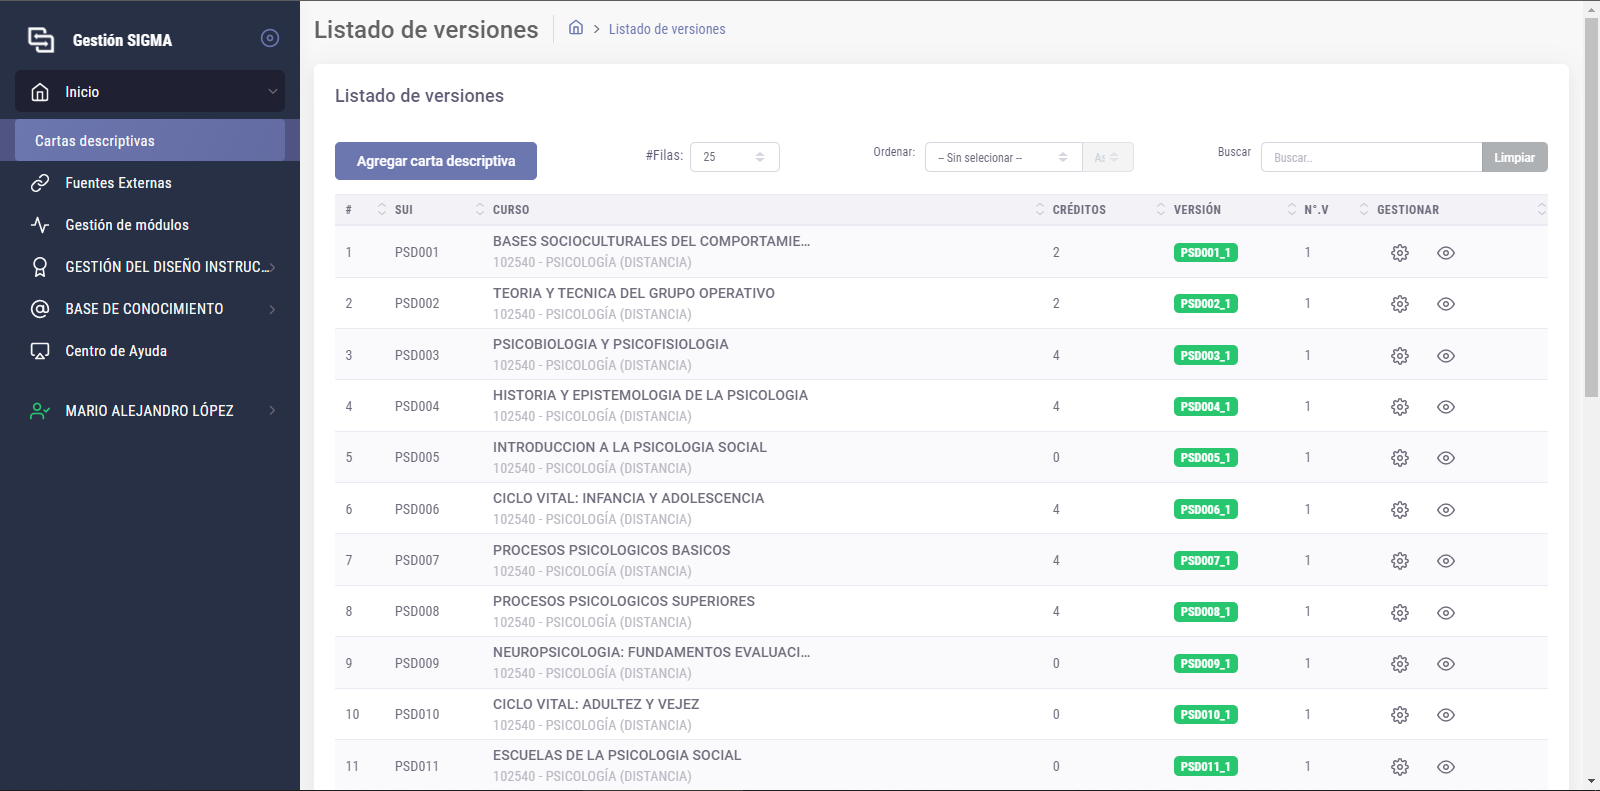 Gestión SIGMA
Inicio
Cartas descriptivas
Fuentes Externas
Gestión de módulos
GESTIÓN DEL DISEÑO INSTRUC...
BASE DE CONOCIMIENTO
Centro de Ayuda
MARIO ALEJANDRO LÓPEZ
Listado de versiones
Listado de versiones
Listado de versiones
Agregar carta descriptiva
#Filas: 25
Ordenar: -- Sin selecionar -- As
Buscar Buscar.. Limpiar
# SUI CURSO CRÉDITOS VERSIÓN N°.V GESTIONAR
1 PSD001 BASES SOCIOCULTURALES DEL COMPORTAMIE... 2 PSD001_1 1
102540 - PSICOLOGÍA (DISTANCIA)
2 PSD002 TEORIA Y TECNICA DEL GRUPO OPERATIVO 2 PSD002_1 1
102540 - PSICOLOGÍA (DISTANCIA)
3 PSD003 PSICOBIOLOGIA Y PSICOFISIOLOGIA 4 PSD003_1 1
102540 - PSICOLOGÍA (DISTANCIA)
4 PSD004 HISTORIA Y EPISTEMOLOGIA DE LA PSICOLOGIA 4 PSD004_1 1
102540 - PSICOLOGÍA (DISTANCIA)
5 PSD005 INTRODUCCION A LA PSICOLOGIA SOCIAL 0 PSD005_1 1
102540 - PSICOLOGÍA (DISTANCIA)
6 PSD006 CICLO VITAL: INFANCIA Y ADOLESCENCIA 4 PSD006_1 1
102540 - PSICOLOGÍA (DISTANCIA)
7 PSD007 PROCESOS PSICOLOGICOS BASICOS 4 PSD007_1 1
102540 - PSICOLOGÍA (DISTANCIA)
8 PSD008 PROCESOS PSICOLOGICOS SUPERIORES 4 PSD008_1 1
102540 - PSICOLOGÍA (DISTANCIA)
9 PSD009 NEUROPSICOLOGIA: FUNDAMENTOS EVALUACI... 0 PSD009_1 1
102540 - PSICOLOGÍA (DISTANCIA)
10 PSD010 CICLO VITAL: ADULTEZ Y VEJEZ 0 PSD010_1 1
102540 - PSICOLOGÍA (DISTANCIA)
11 PSD011 ESCUELAS DE LA PSICOLOGIA SOCIAL 0 PSD011_1 1
102540 - PSICOLOGÍA (DISTANCIA)